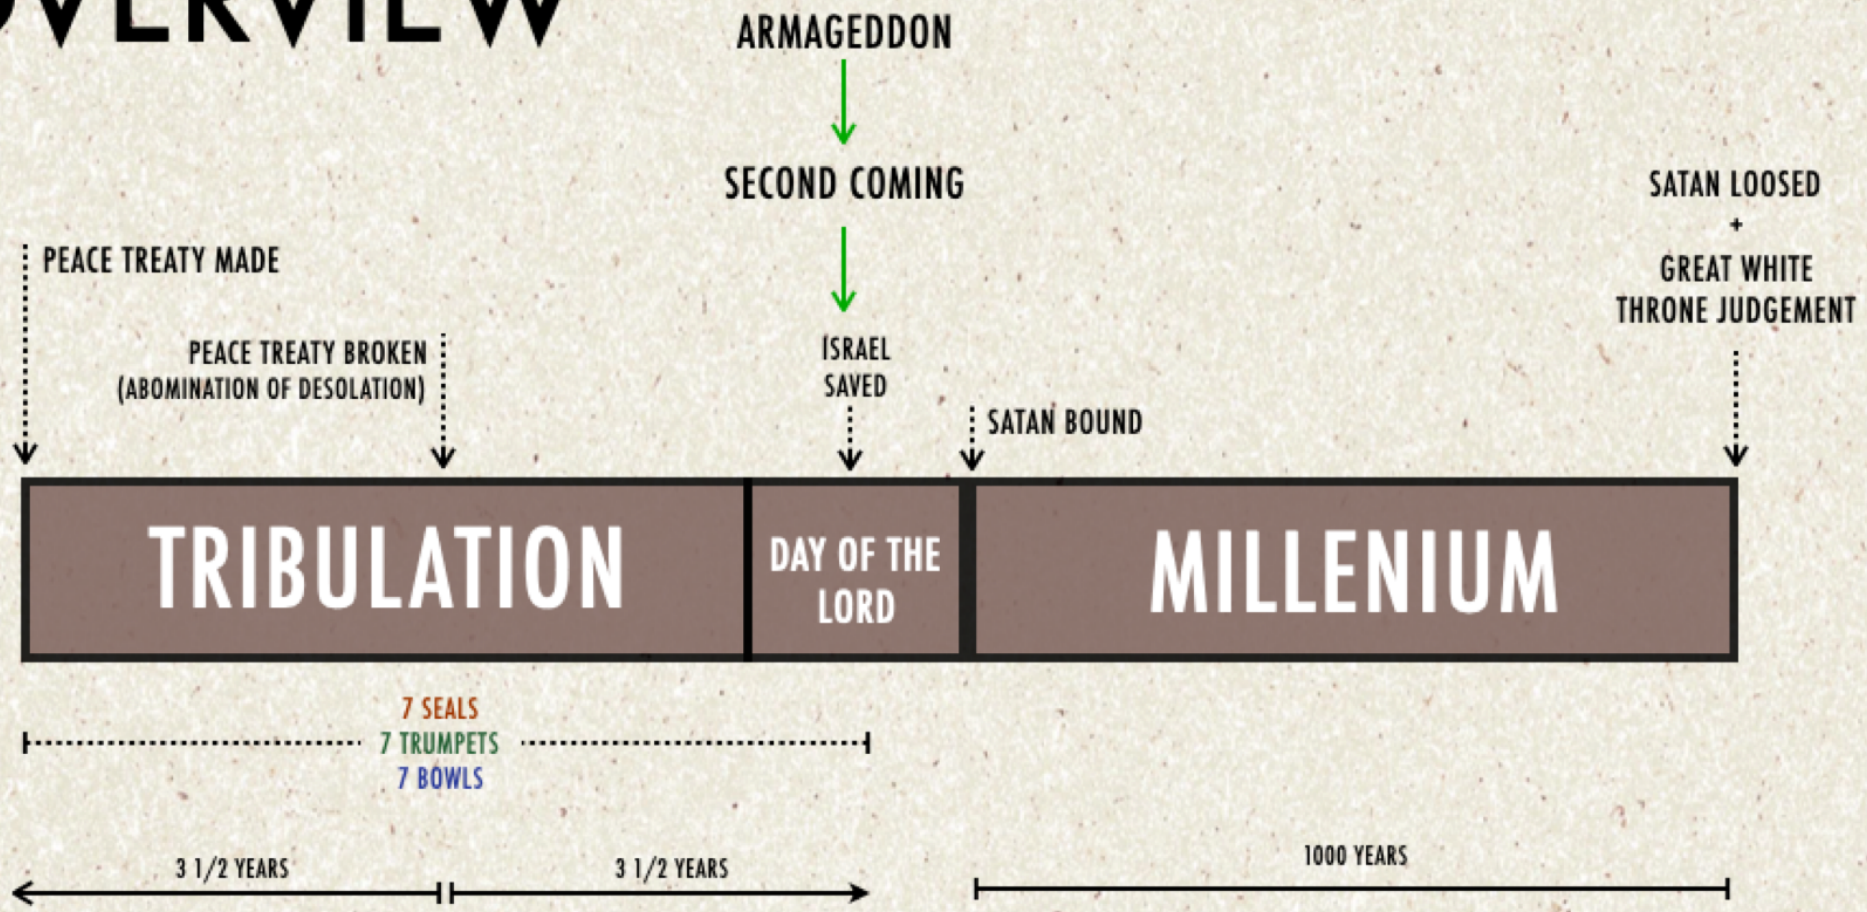 OVERVIEW
ARMAGEDDON
SECOND COMING
SATAN LOOSED
+
GREAT WHITE
THRONE JUDGEMENT
PEACE TREATY MADE
PEACE TREATY BROKEN
(ABOMINATION OF DESOLATION)
ISRAEL
SAVED
SATAN BOUND
TRIBULATION
DAY OF THE
LORD
MILLENIUM
7 SEALS
7 TRUMPETS
7 BOWLS
3 1/2 YEARS
3 1/2 YEARS
1000 YEARS